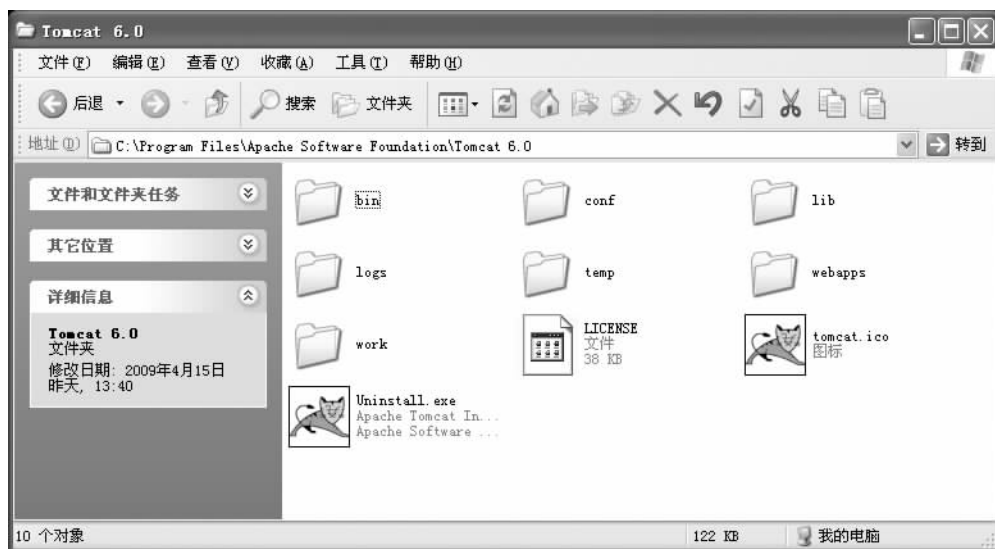 Tomcat 6.0
文件(F) 编辑(E) 查看(V) 收藏(A) 工具(T) 帮助(H)
后退 搜索 文件夹
地址(D) C:\Program Files\Apache Software Foundation\Tomcat 6.0 转到
文件和文件夹任务
其它位置
详细信息
Tomcat 6.0
文件夹
修改日期: 2009年4月15日
昨天, 13:40
bin conf lib
logs temp webapps
work
LICENSE
文件
38 KB
tomcat.ico
图标
Uninstall.exe
Apache Tomcat In...
Apache Software ...
10 个对象 122 KB 我的电脑